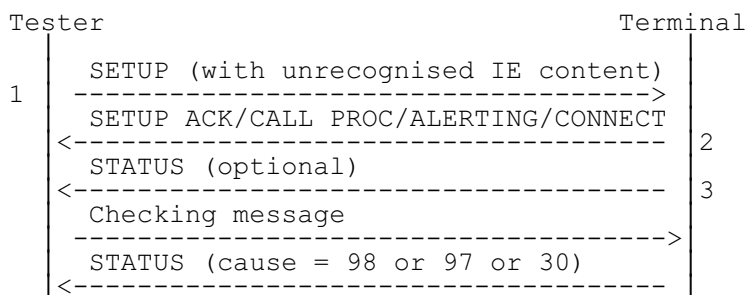 Tester Terminal
SETUP (with unrecognised IE content)
1 ------------------------------------>
SETUP ACK/CALL PROC/ALERTING/CONNECT
<------------------------------------- 2
STATUS (optional)
<------------------------------------- 3
Checking message
------------------------------------->
STATUS (cause = 98 or 97 or 30)
<-------------------------------------